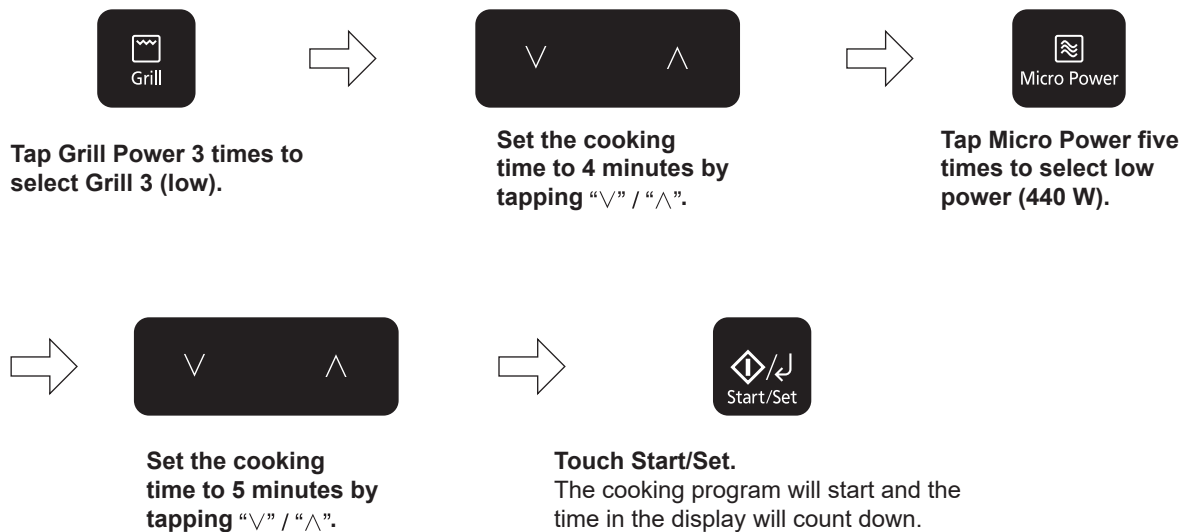 Grill
Micro Power
Tap Grill Power 3 times to
select Grill 3 (low).
Set the cooking
time to 4 minutes by
tapping “∨” / “∧”.
Tap Micro Power five
times to select low
power (440 W).
Start/Set
Set the cooking
time to 5 minutes by
tapping “∨” / “∧”.
Touch Start/Set.
The cooking program will start and the
time in the display will count down.